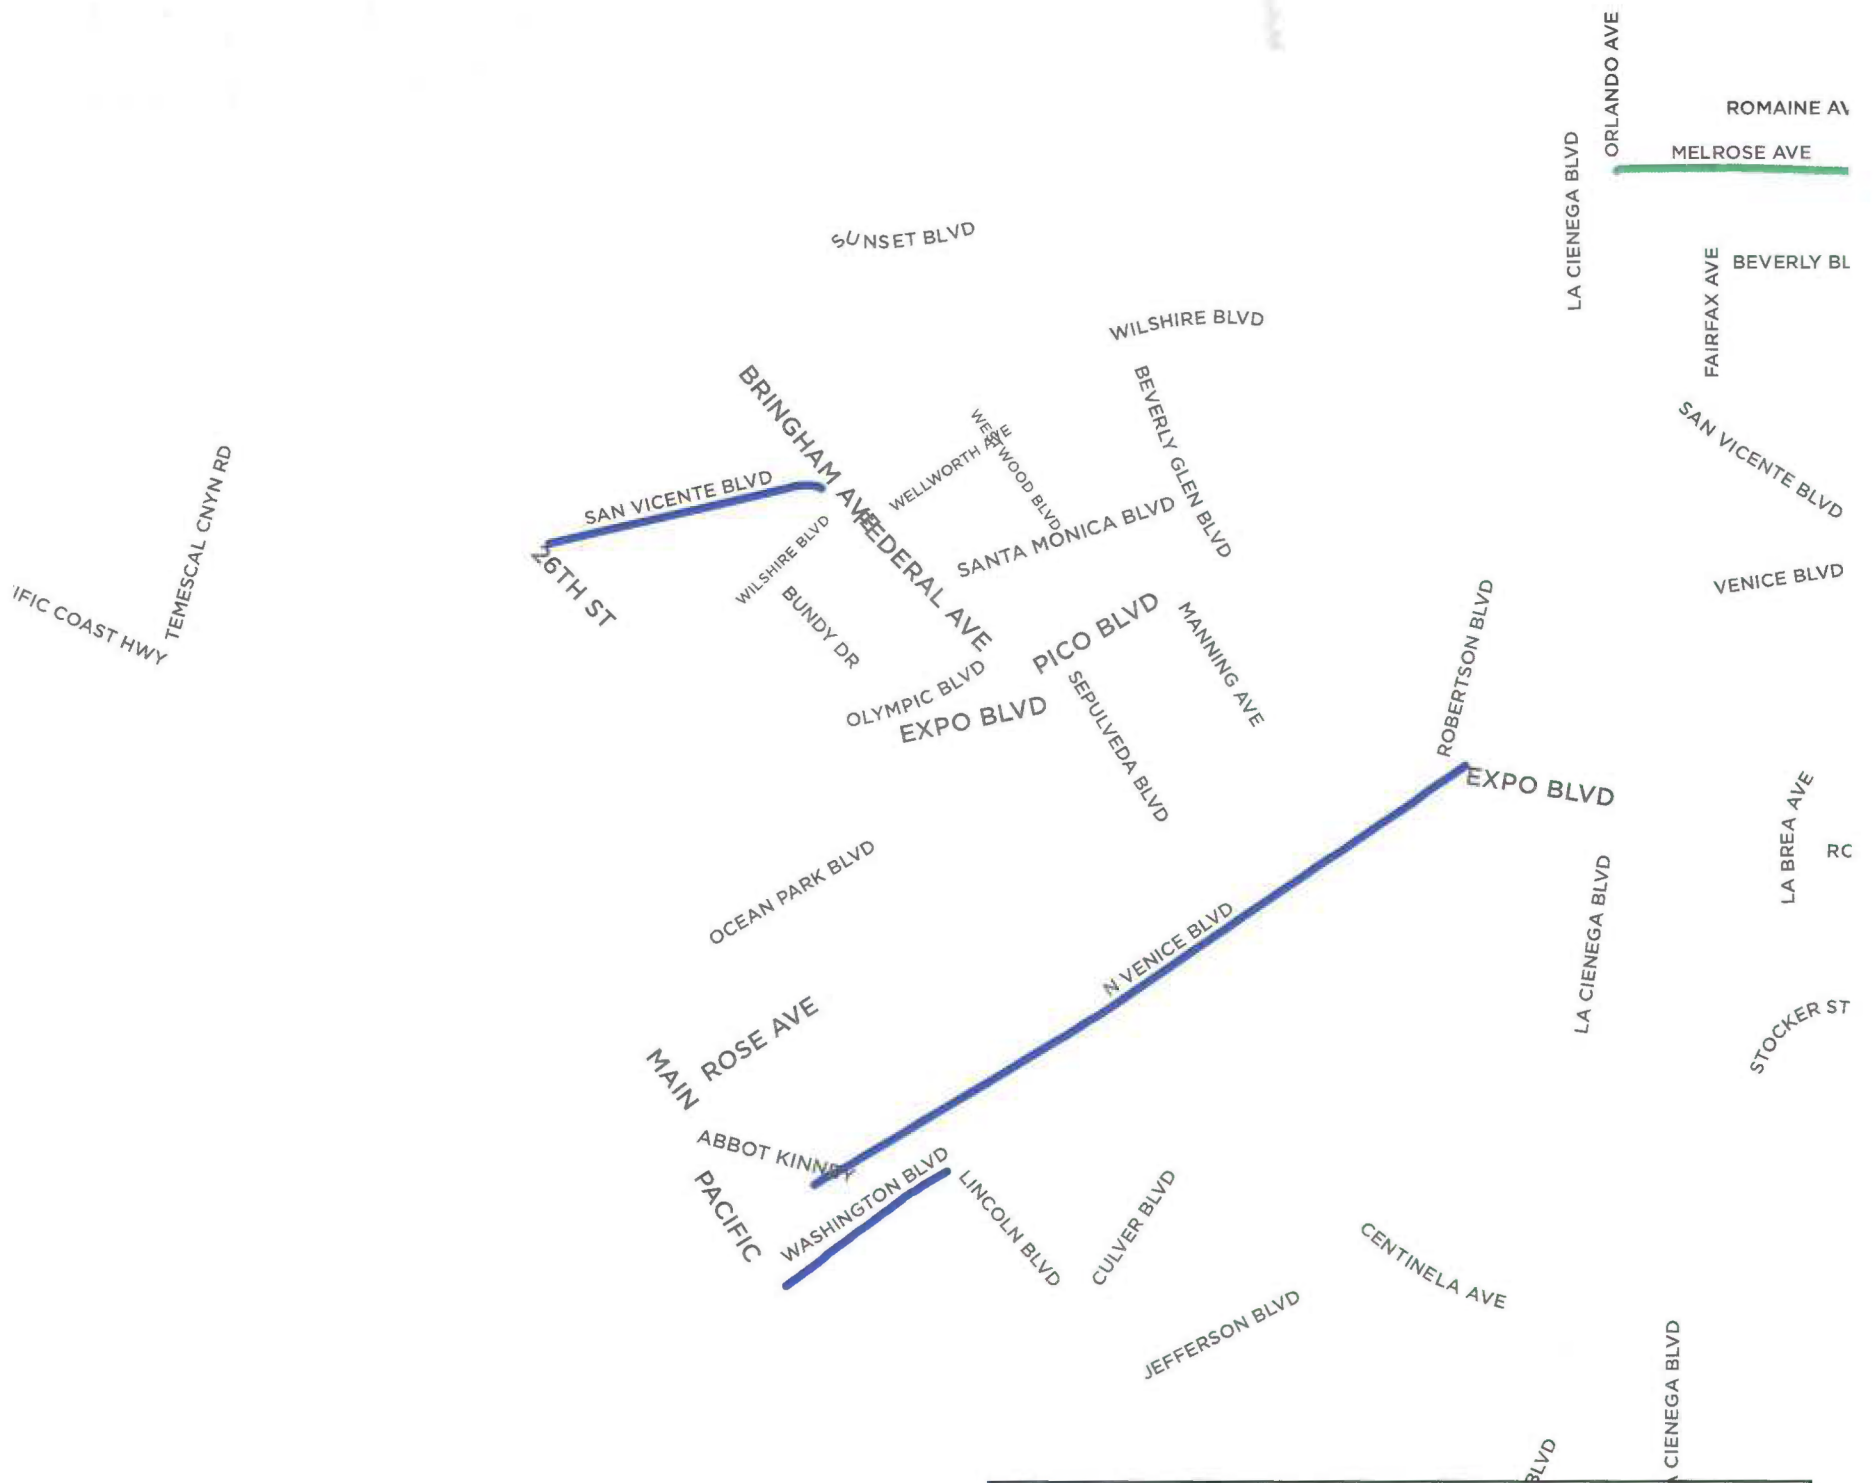 ORLANDO AVE
ROMAINE AV
MELROSE AVE
LA CIENEGA BLVD
SUNSET BLVD
BEVERLY BL
FAIRFAX AVE
WILSHIRE BLVD
BRINGHAM AVE
BEVERLY GLEN BLVD
WESTWOOD BLVD
WELLWORTH AVE
SAN VICENTE BLVD
TEMESCAL CNYN RD
SAN VICENTE BLVD
SANTA MONICA BLVD
WILSHIRE BLVD
FEDERAL AVE
26TH ST
IFIC COAST HWY
VENICE BLVD
BUNDY DR
PICO BLVD
MANNING AVE
ROBERTSON BLVD
OLYMPIC BLVD
EXPO BLVD
SEPULVEDA BLVD
EXPO BLVD
LA BREA AVE
RO
OCEAN PARK BLVD
LA CIENEGA BLVD
N VENICE BLVD
ROSE AVE
MAIN
STOCKER ST
ABBOT KINNEY
PACIFIC
WASHINGTON BLVD
LINCOLN BLVD
CULVER BLVD
CENTINELA AVE
JEFFERSON BLVD
A CIENEGA BLVD
BLVD